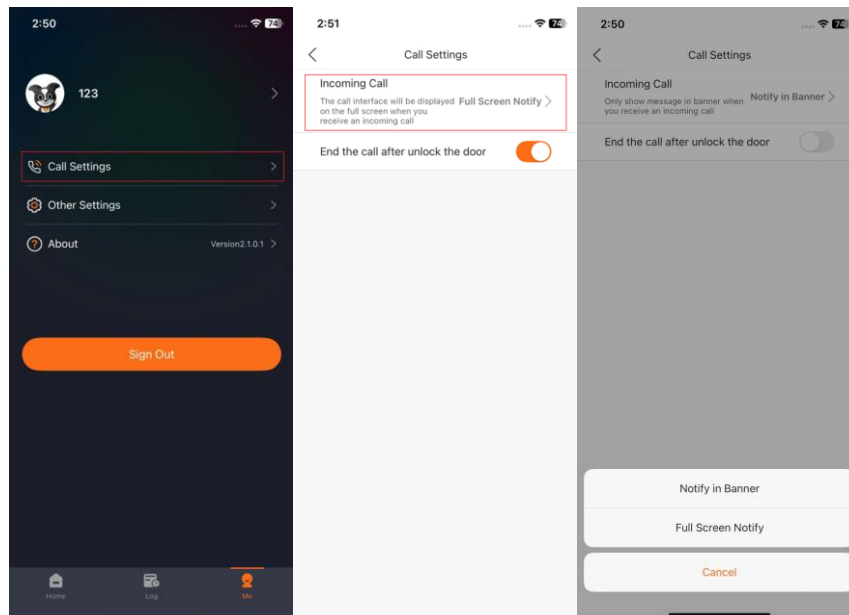 2:50
74
123
Call Settings
Other Settings
About
Version2.1.0.1
Sign Out
Home
Log
Me
2:51
74
Call Settings
Incoming Call
The call interface will be displayed
on the full screen when you
receive an incoming call
Full Screen Notify
End the call after unlock the door
2:50
74
Call Settings
Incoming Call
Only show message in banner when
you receive an incoming call
Notify in Banner
End the call after unlock the door
Notify in Banner
Full Screen Notify
Cancel